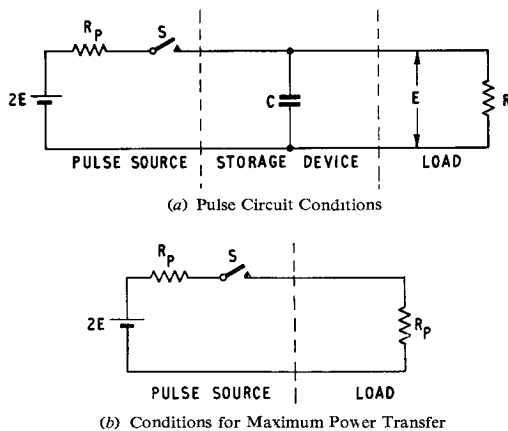 R_P S
2E C E R
PULSE SOURCE STORAGE DEVICE LOAD
(a) Pulse Circuit Conditions
R_P S
2E R_P
PULSE SOURCE LOAD
(b) Conditions for Maximum Power Transfer